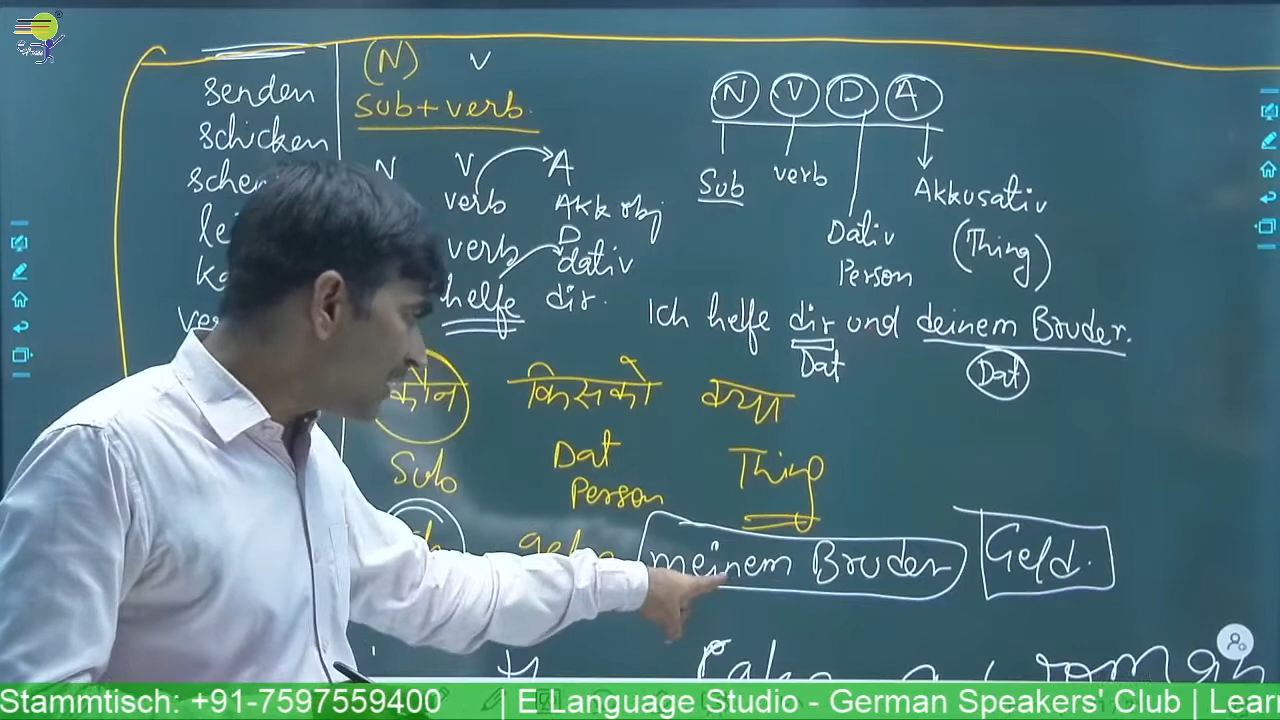 senden
schicken
(N) V
Sub + verb.
N V A
verb Akk obj
D
verb dativ
helfe dir.
N V D A
Sub verb Dativ Person Akkusativ (Thing)
Ich helfe dir und deinem Bruder.
Dat Dat
कौन किसको क्या
Sub Dat Person Thing
meinem Bruder Geld.
Stammtisch: +91-7597559400 | E Language Studio - German Speakers' Club | Lear